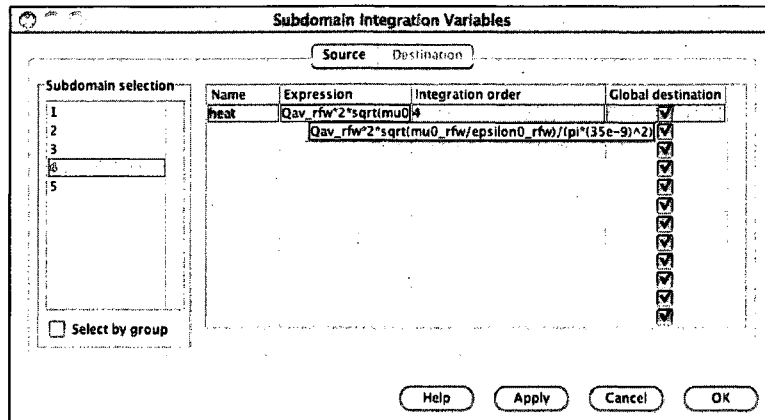 Subdomain Integration Variables
Source Destination
Subdomain selection
1
2
3
4
5
Select by group
Name Expression Integration order Global destination
heat Qav_rfw^2*sqrt(mu0 4
Qav_rfw^2*sqrt(mu0_rfw/epsilon0_rfw)/(pi*(35e-9)^2)
Help Apply Cancel OK